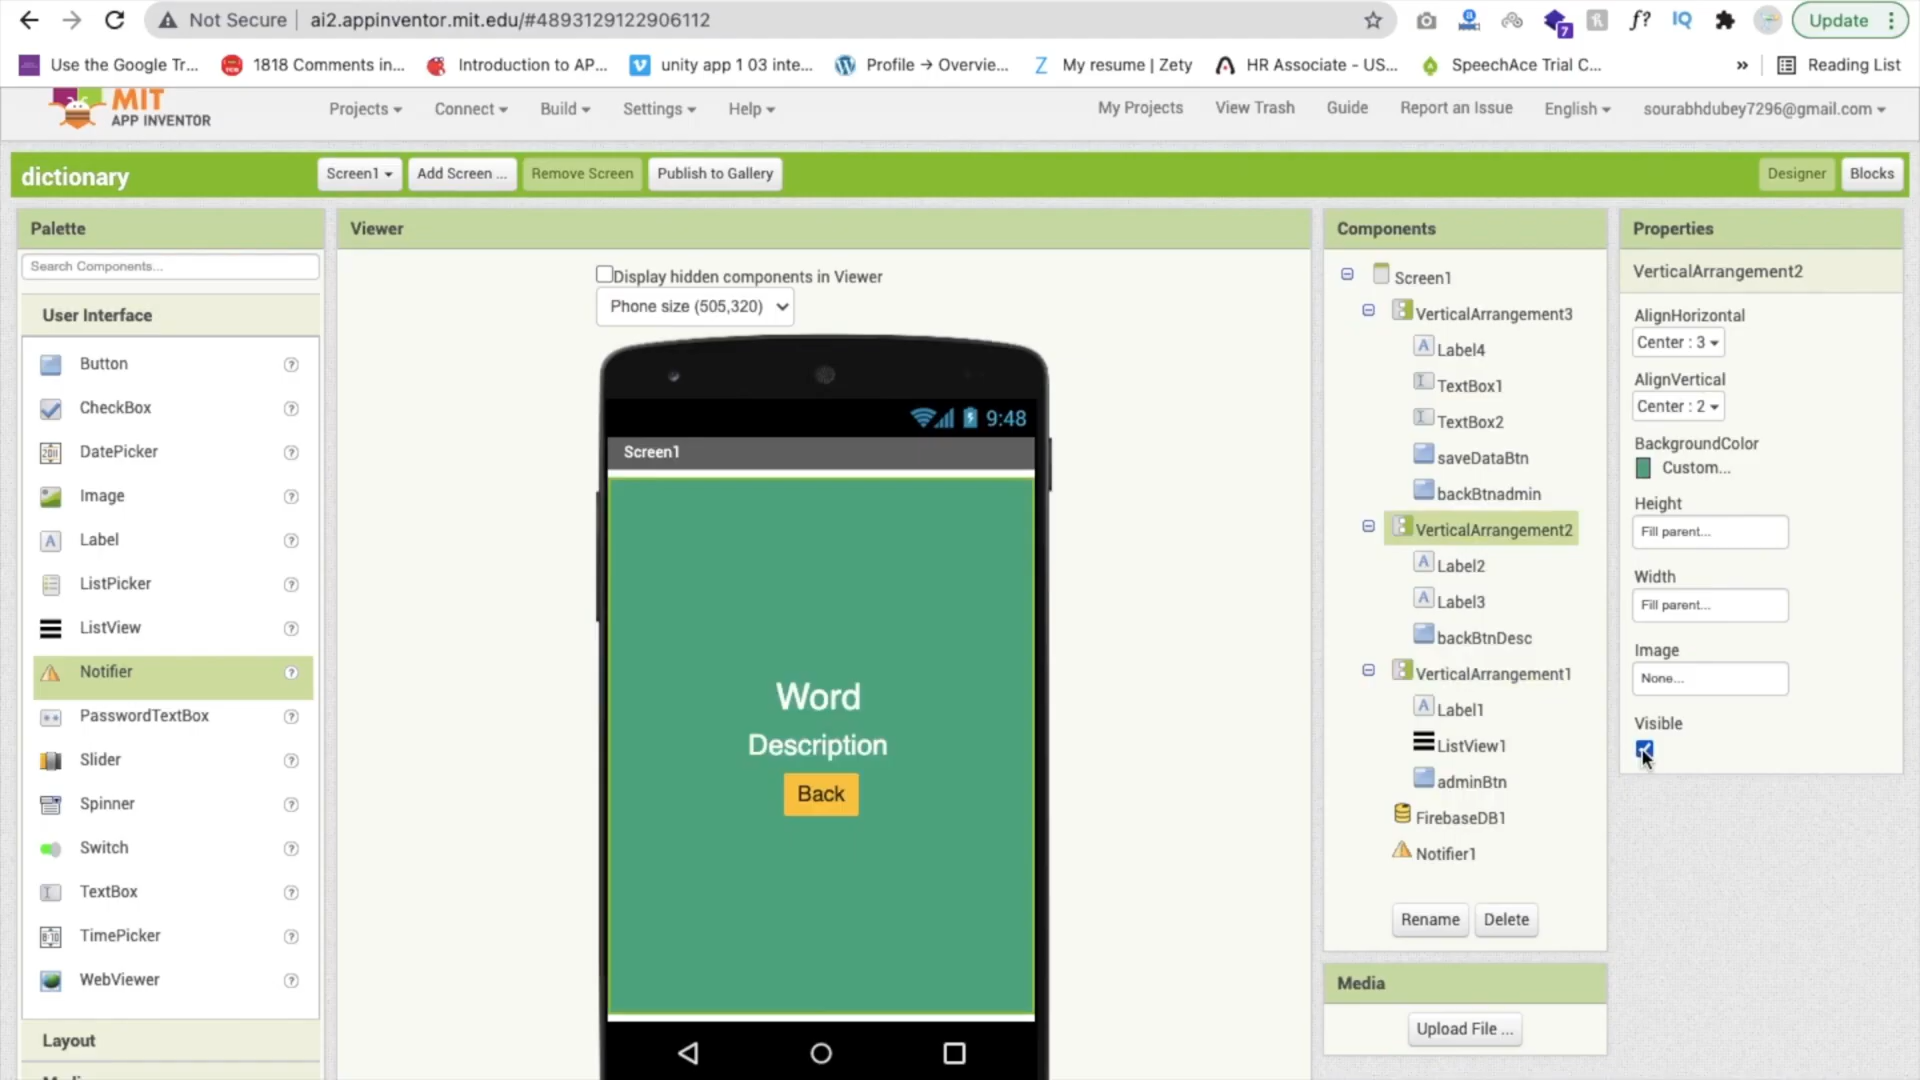 Not Secure | ai2.appinventor.mit.edu/#4893129122906112
7
f?
IQ
Update
Use the Google Tr...
1818 Comments in...
Introduction to AP...
unity app 1 03 inte...
Profile → Overvie...
My resume | Zety
HR Associate - US...
SpeechAce Trial C...
»
Reading List
MIT
APP INVENTOR
Projects
Connect
Build
Settings
Help
My Projects
View Trash
Guide
Report an Issue
English
sourabhdubey7296@gmail.com
dictionary
Screen1
Add Screen ...
Remove Screen
Publish to Gallery
Designer
Blocks
Palette
Search Components...
User Interface
Button
CheckBox
DatePicker
Image
Label
ListPicker
ListView
Notifier
PasswordTextBox
Slider
Spinner
Switch
TextBox
TimePicker
WebViewer
Layout
Viewer
Display hidden components in Viewer
Phone size (505,320)
9:48
Screen1
Word
Description
Back
Components
Screen1
VerticalArrangement3
Label4
TextBox1
TextBox2
saveDataBtn
backBtnadmin
VerticalArrangement2
Label2
Label3
backBtnDesc
VerticalArrangement1
Label1
ListView1
adminBtn
FirebaseDB1
Notifier1
Rename
Delete
Media
Upload File ...
Properties
VerticalArrangement2
AlignHorizontal
Center : 3
AlignVertical
Center : 2
BackgroundColor
Custom...
Height
Fill parent...
Width
Fill parent...
Image
None...
Visible